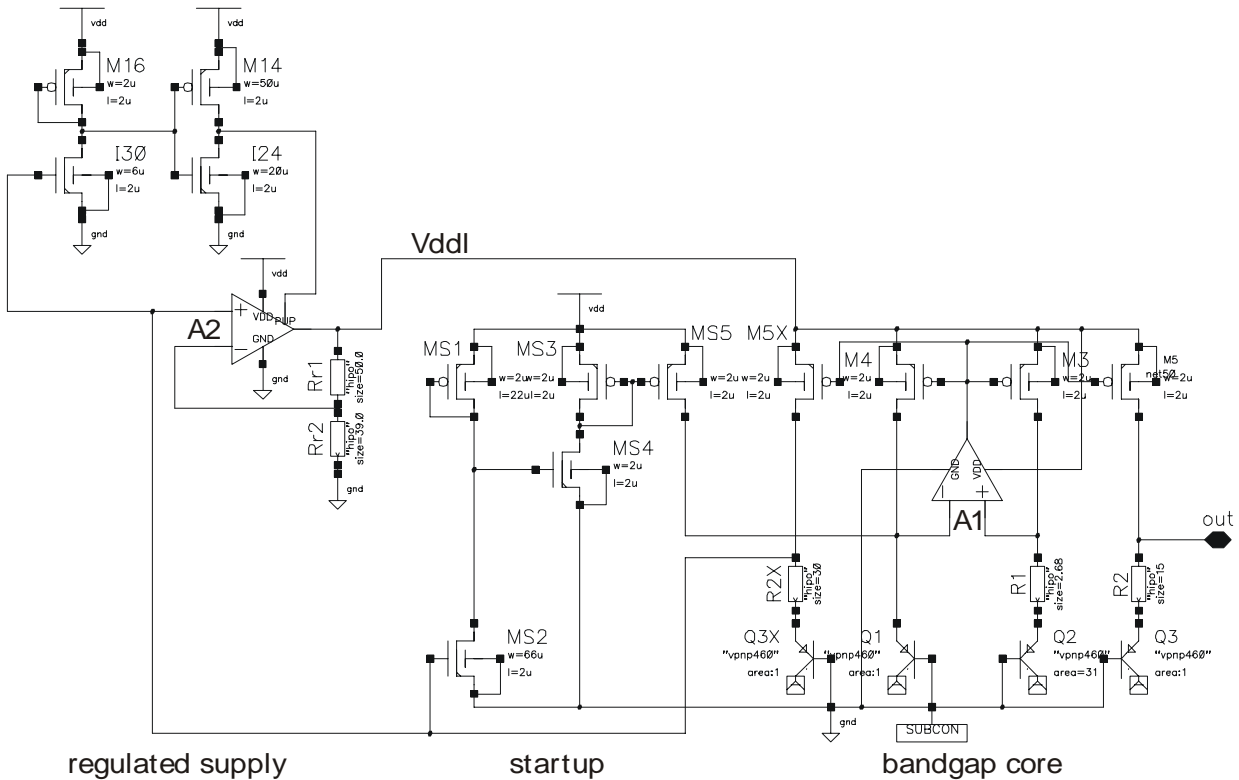 vdd
vdd
M16
w=2u
l=2u
M14
w=50u
l=2u
I30
w=6u
l=2u
I24
w=20u
l=2u
gnd
gnd
VddI
vdd
vdd
A2
+
−
VDD
PUP
GND
gnd
Rr1
"hipo"
size=50.0
Rr2
"hipo"
size=39.0
gnd
MS1
w=2u
l=22u
MS3
w=2u
l=2u
MS5
w=2u
l=2u
M5X
w=2u
l=2u
M4
w=2u
l=2u
M3
w=2u
l=2u
M5
net50
w=2u
l=2u
MS4
w=2u
l=2u
GND
VDD
−
+
A1
out
R2X
"hipo"
size=30
R1
"hipo"
size=2.68
R2
"hipo"
size=15
MS2
w=66u
l=2u
Q3X
"vpnp460"
area:1
Q1
"vpnp460"
area:1
Q2
"vpnp460"
area=31
Q3
"vpnp460"
area:1
gnd
SUBCON
regulated supply
startup
bandgap core